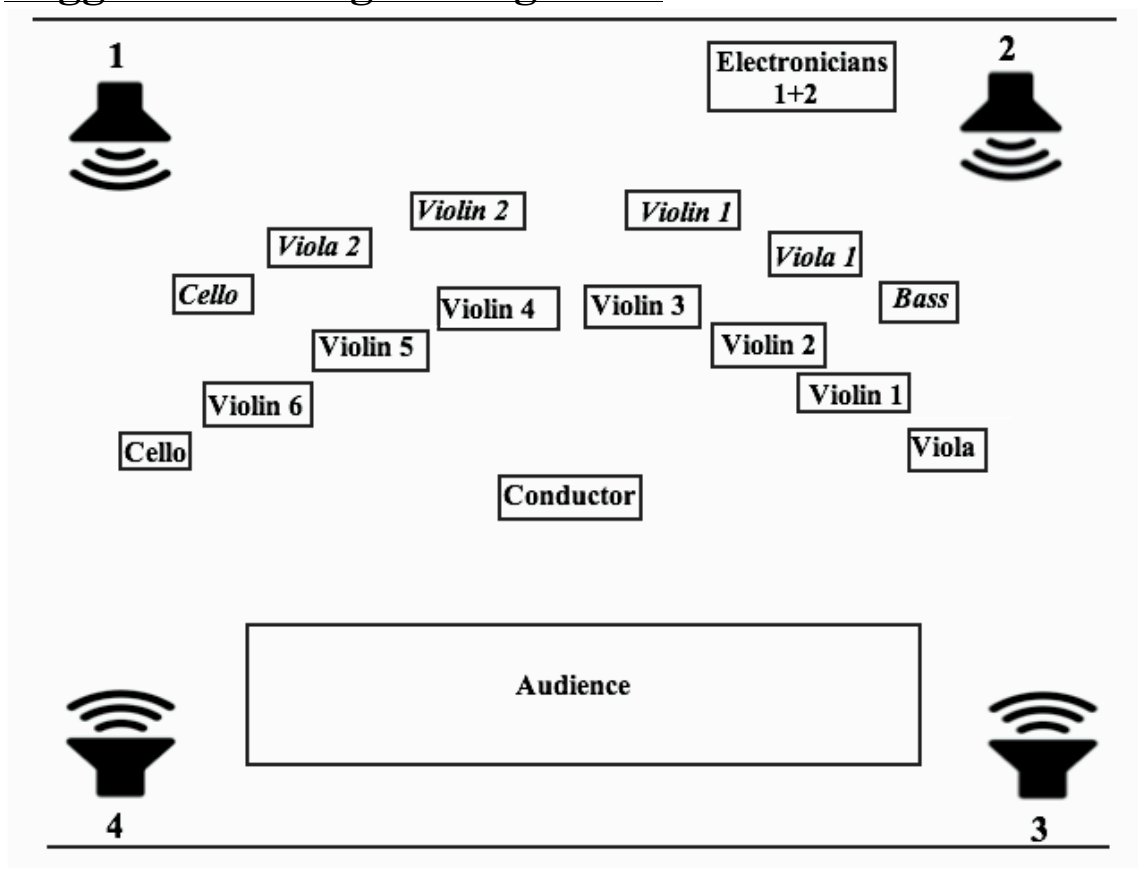 1
2
Electronicians
1+2
Violin 2
Violin 1
Viola 2
Viola 1
Cello
Bass
Violin 4
Violin 3
Violin 5
Violin 2
Violin 6
Violin 1
Cello
Viola
Conductor
Audience
4
3